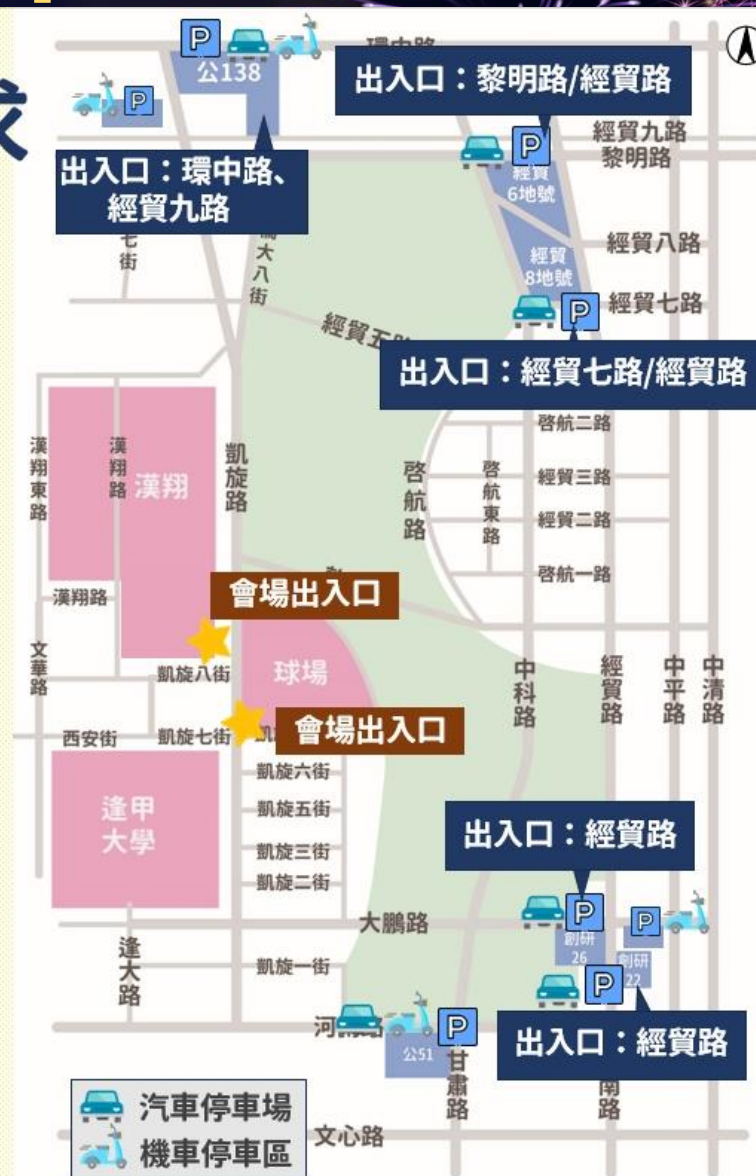 求
P
環中路
公138
P
出入口：黎明路/經貿路
P
經貿九路
黎明路
出入口：環中路、
經貿九路
經貿
6地號
七街
大八街
經貿八路
經貿
8地號
P
經貿七路
經貿五
出入口：經貿七路/經貿路
啓航二路
漢翔東路
漢翔路
漢翔
凱旋路
啓航路
啓航東路
經貿三路
經貿二路
啓航一路
漢翔路
會場出入口
文華路
凱旋八街
球場
中科路
經貿路
中平路
中清路
西安街
凱旋七街
會場出入口
凱旋六街
逢甲
大學
凱旋五街
凱旋三街
凱旋二街
出入口：經貿路
大鵬路
P
P
創研
26
創研
22
逢大路
凱旋一街
P
河
路
P
公51
甘肅路
出入口：經貿路
南路
汽車停車場
機車停車區
文心路